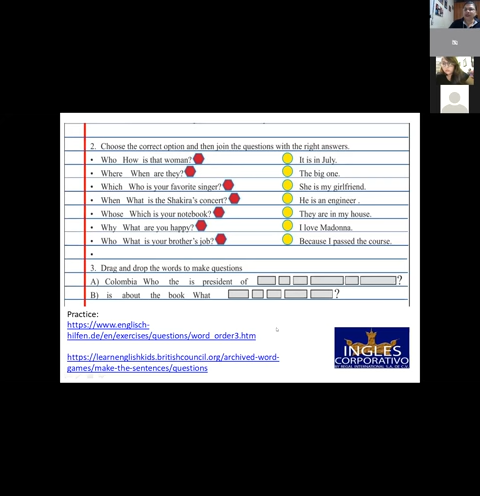 2. Choose the correct option and then join the questions with the right answers.
• Who How is that woman? It is in July.
• Where When are they? The big one.
• Which Who is your favorite singer? She is my girlfriend.
• When What is the Shakira's concert? He is an engineer .
• Whose Which is your notebook? They are in my house.
• Why What are you happy? I love Madonna.
• Who What is your brother's job? Because I passed the course.
•
3. Drag and drop the words to make questions
A) Colombia Who the is president of ?
B) is about the book What ?
Practice:
https://www.englisch-
hilfen.de/en/exercises/questions/word_order3.htm
https://learnenglishkids.britishcouncil.org/archived-word-
games/make-the-sentences/questions
INGLES
CORPORATIVO
BY REGAL INTERNATIONAL S.A. DE C.V.